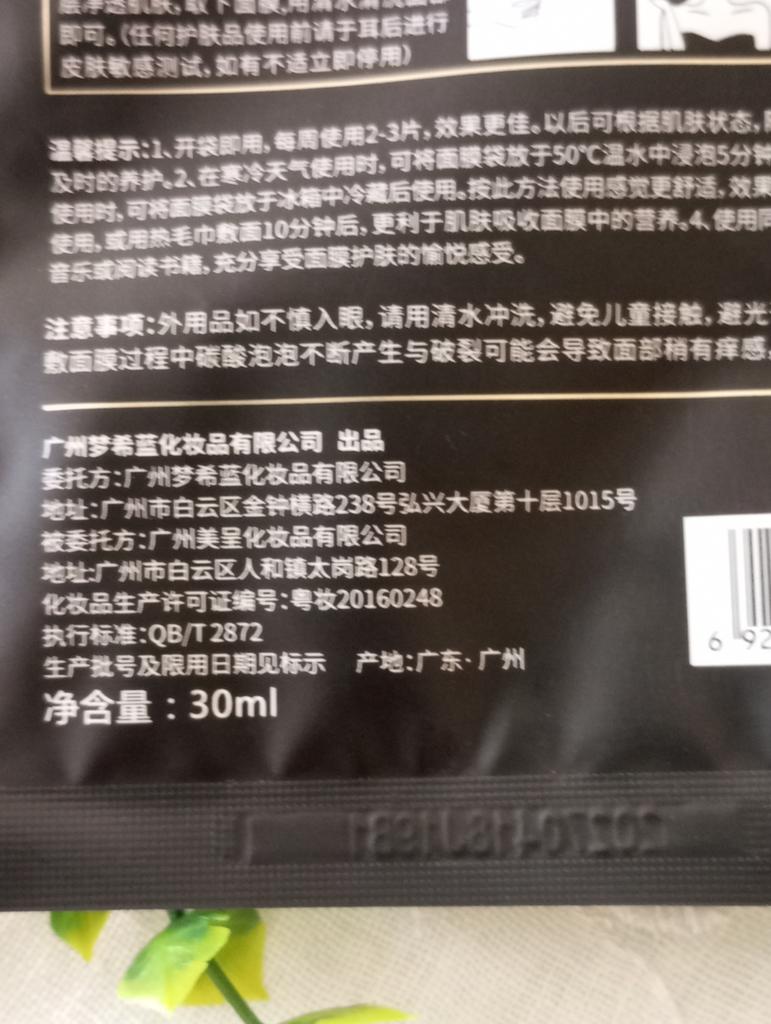 即可。(任何护肤品使用前请于耳后进行
皮肤敏感测试,如有不适立即停用)
温馨提示:1、开袋即用,每周使用2-3片,效果更佳。以后可根据肌肤状态,
及时的养护。2、在寒冷天气使用时,可将面膜袋放于50℃温水中浸泡5分钟
使用时,可将面膜袋放于冰箱中冷藏后使用。按此方法使用感觉更舒适,效果
使用,或用热毛巾敷面10分钟后,更利于肌肤吸收面膜中的营养。4、使用同
音乐或阅读书籍,充分享受面膜护肤的愉悦感受。
注意事项:外用品如不慎入眼,请用清水冲洗,避免儿童接触,避光
敷面膜过程中碳酸泡泡不断产生与破裂可能会导致面部稍有痒感,
广州梦希蓝化妆品有限公司 出品
委托方:广州梦希蓝化妆品有限公司
地址:广州市白云区金钟横路238号弘兴大厦第十层1015号
被委托方:广州美呈化妆品有限公司
地址:广州市白云区人和镇太岗路128号
化妆品生产许可证编号:粤妆20160248
执行标准:QB/T 2872
生产批号及限用日期见标示 产地:广东·广州
净含量:30ml
6 92